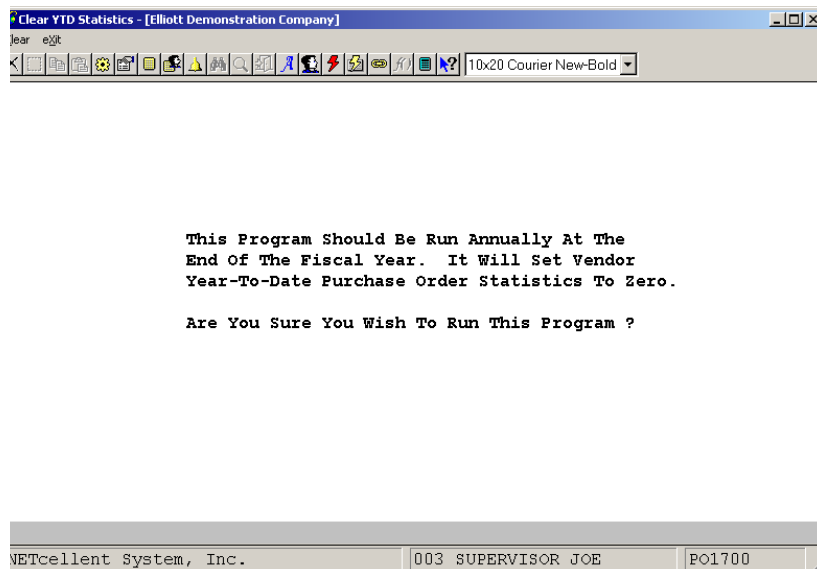 Clear YTD Statistics - [Elliott Demonstration Company]
lear eXit
10x20 Courier New-Bold
This Program Should Be Run Annually At The
End Of The Fiscal Year. It Will Set Vendor
Year-To-Date Purchase Order Statistics To Zero.
Are You Sure You Wish To Run This Program ?
NETcellent System, Inc. 003 SUPERVISOR JOE PO1700